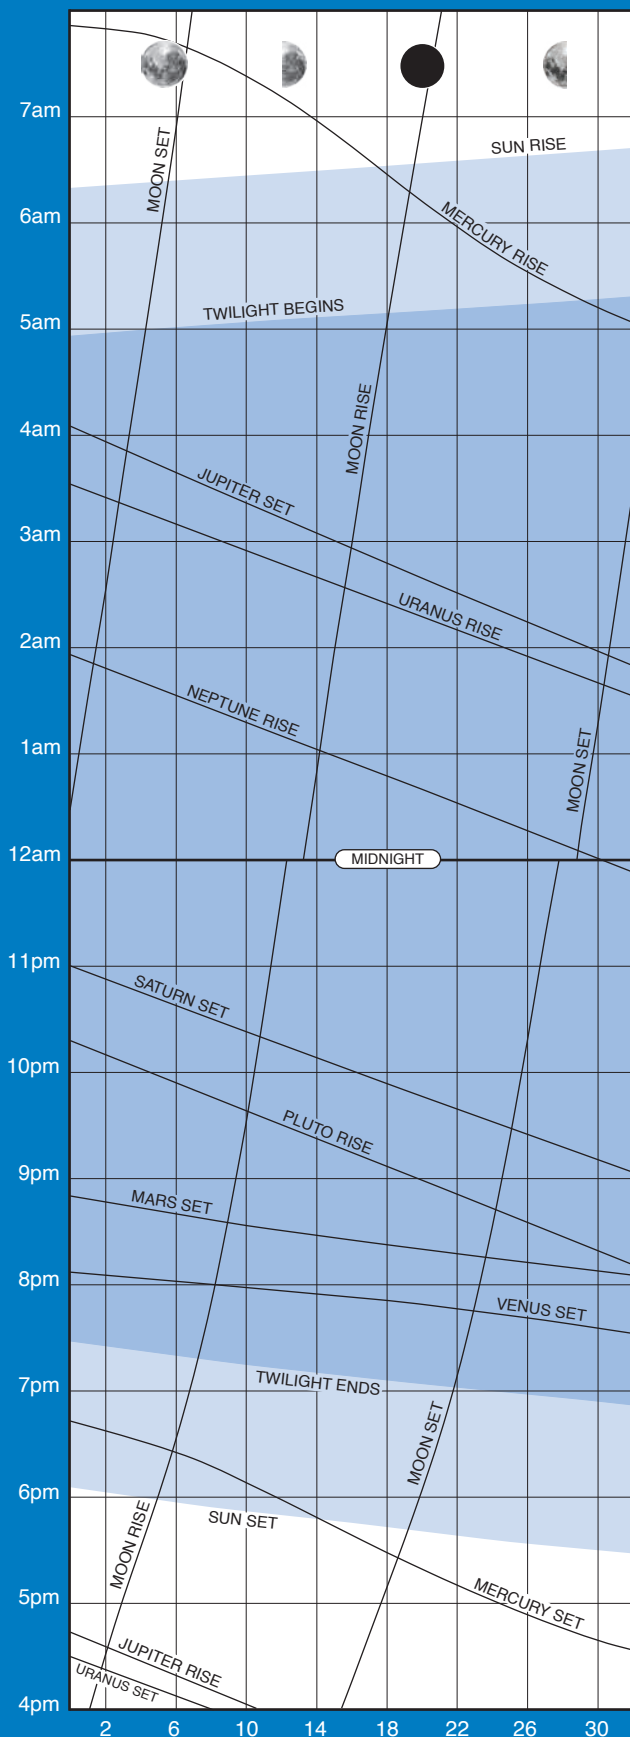 7am
SUN RISE
MOON SET
6am
MERCURY RISE
TWILIGHT BEGINS
5am
4am
MOON RISE
JUPITER SET
3am
URANUS RISE
2am
NEPTUNE RISE
1am
MOON SET
12am
MIDNIGHT
11pm
SATURN SET
10pm
PLUTO RISE
9pm
MARS SET
8pm
VENUS SET
7pm
TWILIGHT ENDS
MOON SET
6pm
SUN SET
MOON RISE
5pm
MERCURY SET
JUPITER RISE
URANUS SET
4pm
2 6 10 14 18 22 26 30